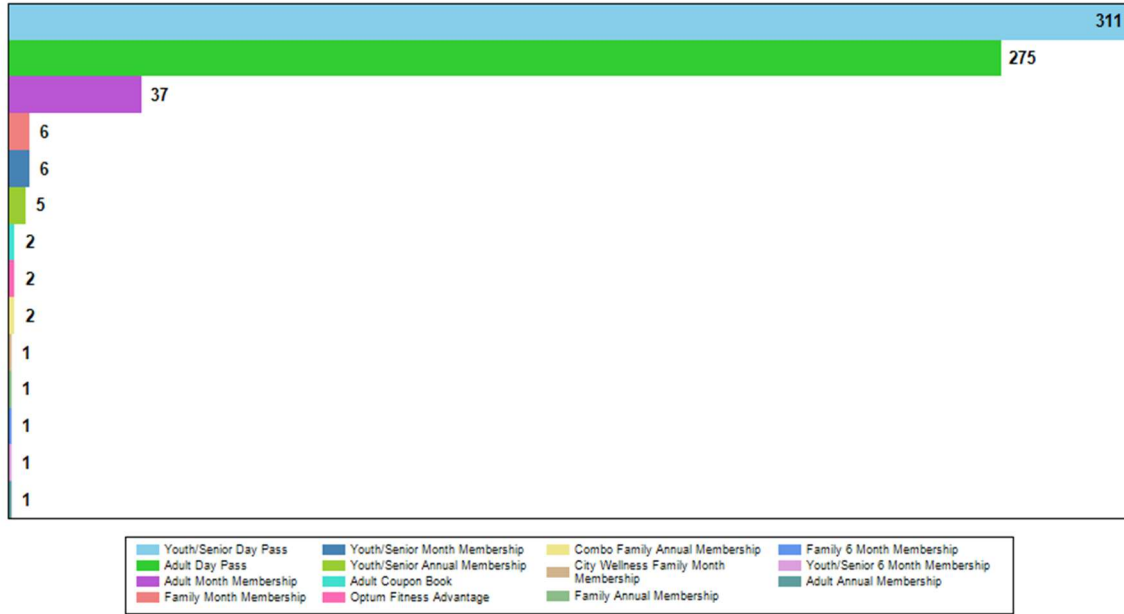 311
275
37
6
6
5
2
2
2
1
1
1
1
1
Youth/Senior Day Pass
Adult Day Pass
Adult Month Membership
Family Month Membership
Youth/Senior Month Membership
Youth/Senior Annual Membership
Adult Coupon Book
Optum Fitness Advantage
Combo Family Annual Membership
City Wellness Family Month
Membership
Family Annual Membership
Family 6 Month Membership
Youth/Senior 6 Month Membership
Adult Annual Membership